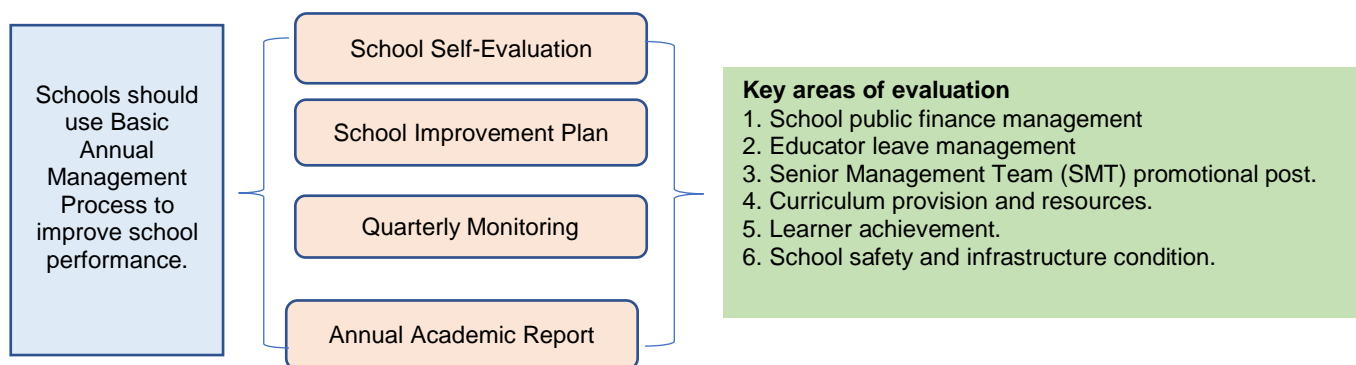 Schools should
use Basic
Annual
Management
Process to
improve school
performance.
School Self-Evaluation
School Improvement Plan
Quarterly Monitoring
Annual Academic Report
Key areas of evaluation
1. School public finance management
2. Educator leave management
3. Senior Management Team (SMT) promotional post.
4. Curriculum provision and resources.
5. Learner achievement.
6. School safety and infrastructure condition.